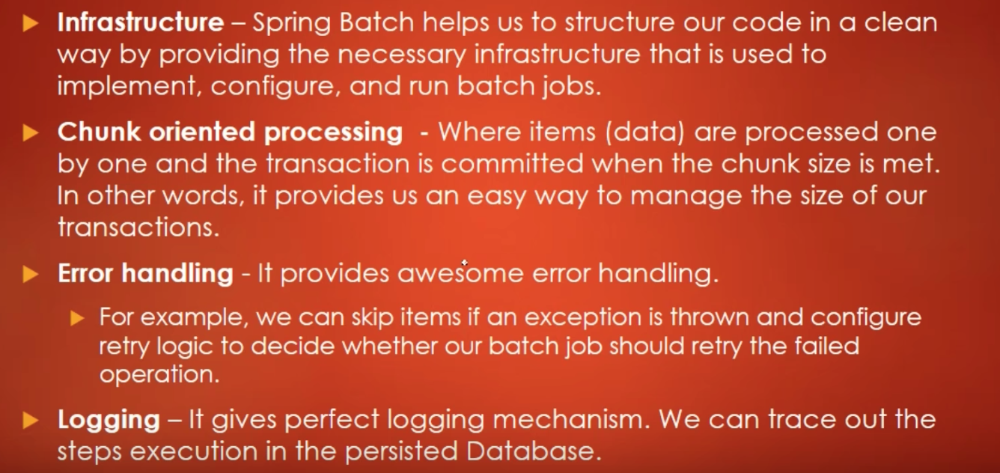 Infrastructure – Spring Batch helps us to structure our code in a clean
way by providing the necessary infrastructure that is used to
implement, configure, and run batch jobs.
Chunk oriented processing - Where items (data) are processed one
by one and the transaction is committed when the chunk size is met.
In other words, it provides us an easy way to manage the size of our
transactions.
Error handling - It provides awesome error handling.
For example, we can skip items if an exception is thrown and configure
retry logic to decide whether our batch job should retry the failed
operation.
Logging – It gives perfect logging mechanism. We can trace out the
steps execution in the persisted Database.